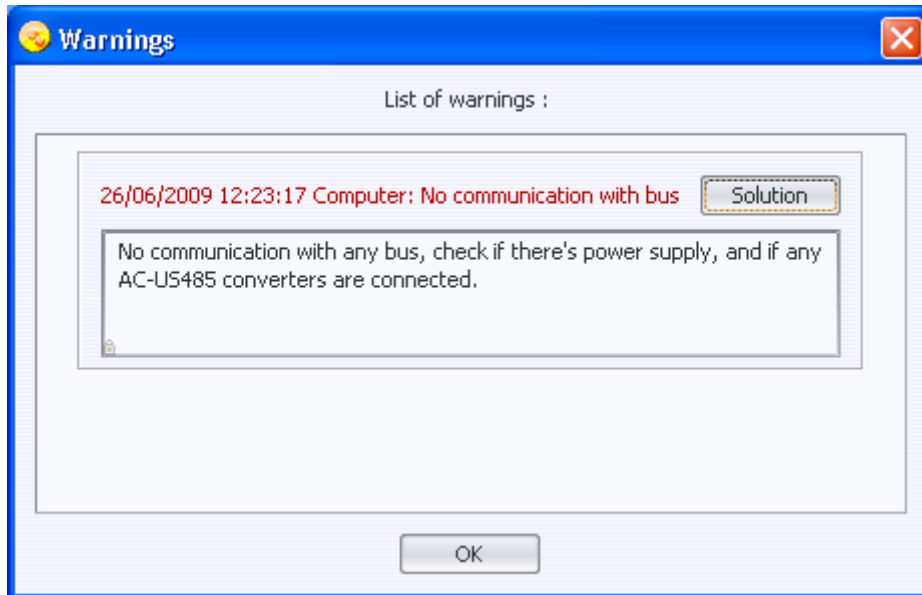 Warnings
List of warnings :
26/06/2009 12:23:17 Computer: No communication with bus
Solution
No communication with any bus, check if there's power supply, and if any
AC-US485 converters are connected.
OK